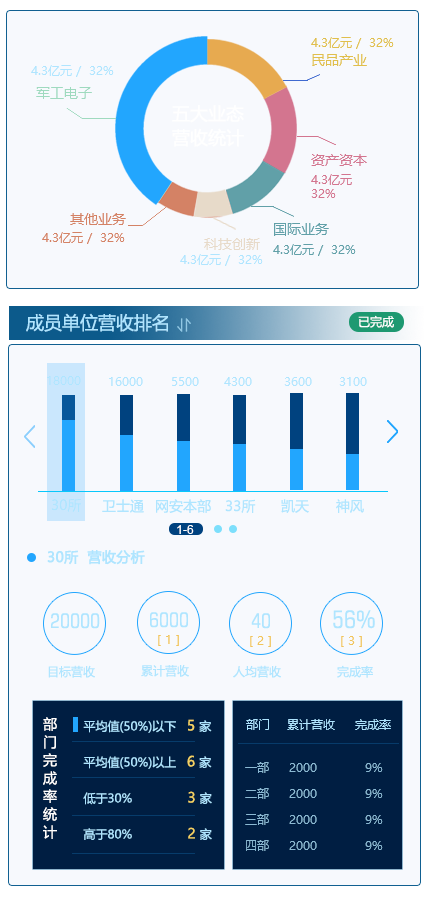 4.3亿元 / 32%
民品产业
4.3亿元 / 32%
军工电子
五大业态
营收统计
资产资本
4.3亿元
32%
其他业务
4.3亿元 / 32%
国际业务
4.3亿元 / 32%
科技创新
4.3亿元 / 32%
成员单位营收排名
已完成
18000 16000 5500 4300 3600 3100
30所 卫士通 网安本部 33所 凯天 神风
1-6
30所 营收分析
20000 6000 40 56%
[ 1 ] [ 2 ] [ 3 ]
目标营收 累计营收 人均营收 完成率
部门完成率统计
平均值(50%)以下 5 家
平均值(50%)以上 6 家
低于30% 3 家
高于80% 2 家
部门 累计营收 完成率
一部 2000 9%
二部 2000 9%
三部 2000 9%
四部 2000 9%